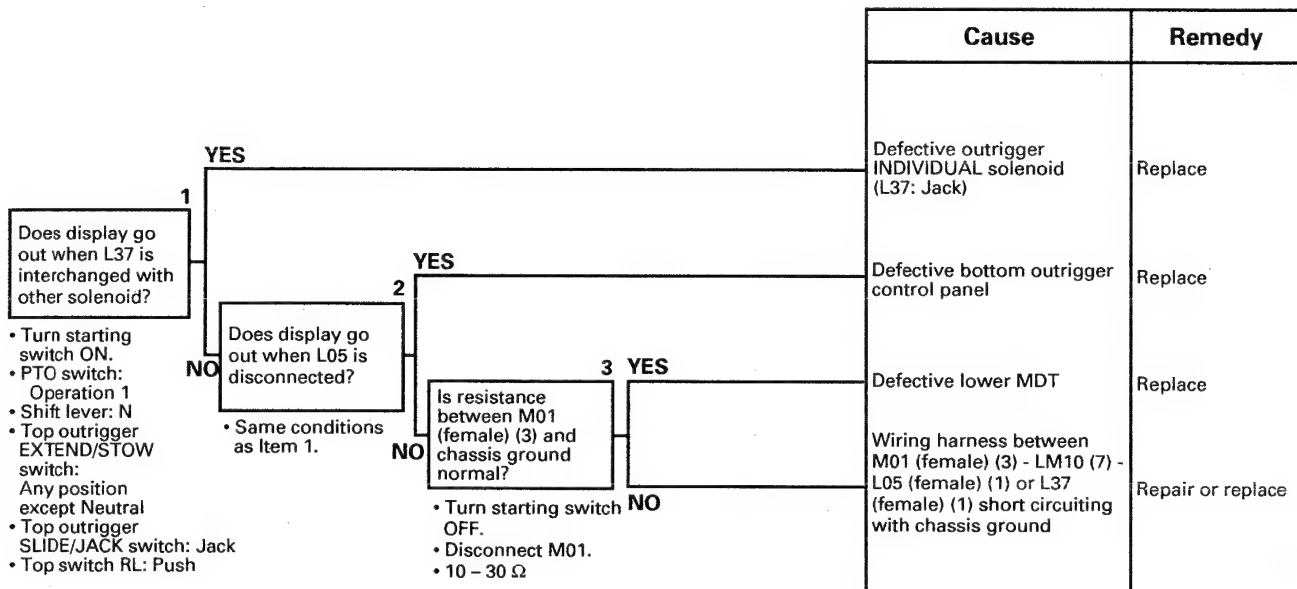 Cause
Remedy
YES
Defective outrigger
INDIVIDUAL solenoid
(L37: Jack)
Replace
1
Does display go
out when L37 is
interchanged with
other solenoid?
• Turn starting
switch ON.
• PTO switch:
Operation 1
• Shift lever: N
• Top outrigger
EXTEND/STOW
switch:
Any position
except Neutral
• Top outrigger
SLIDE/JACK switch: Jack
• Top switch RL: Push
NO
YES
Defective bottom outrigger
control panel
Replace
2
Does display go
out when L05 is
disconnected?
• Same conditions
as Item 1.
NO
3
YES
Defective lower MDT
Replace
Is resistance
between M01
(female) (3) and
chassis ground
normal?
• Turn starting switch
OFF.
• Disconnect M01.
• 10 – 30 Ω
NO
Wiring harness between
M01 (female) (3) - LM10 (7) -
L05 (female) (1) or L37
(female) (1) short circuiting
with chassis ground
Repair or replace